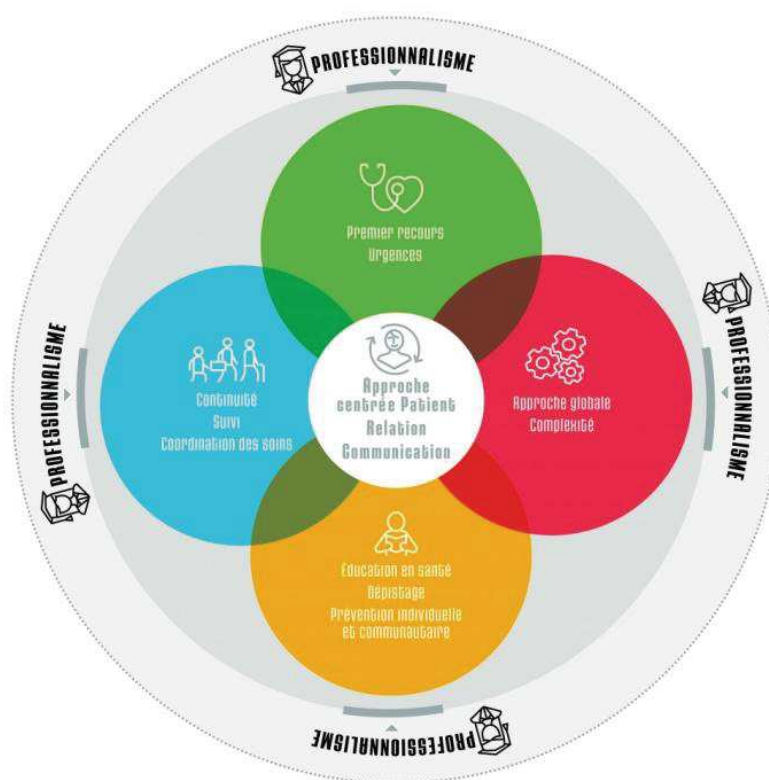 PROFESSIONNALISME
Premier recours
Urgences
PROFESSIONNALISME
Continuité
Suivi
Coordination des soins
Approche
centrée Patient
Relation
Communication
Approche globale
Complexité
PROFESSIONNALISME
Éducation en santé
Dépistage
Prévention individuelle
et communautaire
PROFESSIONNALISME